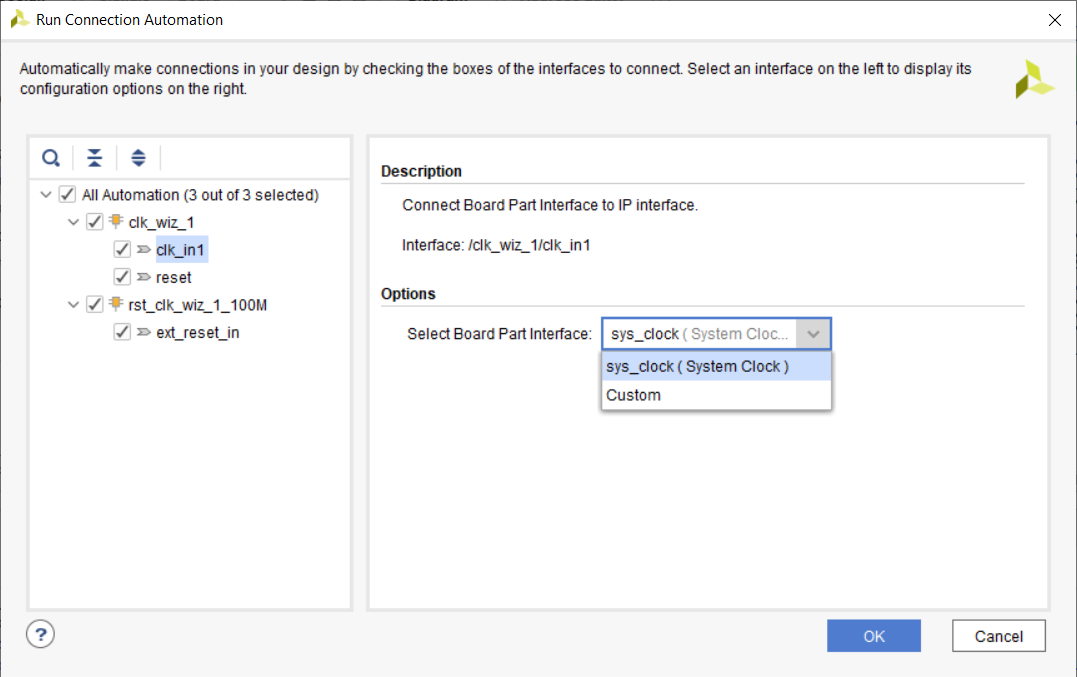 Run Connection Automation
Automatically make connections in your design by checking the boxes of the interfaces to connect. Select an interface on the left to display its
configuration options on the right.
All Automation (3 out of 3 selected)
clk_wiz_1
clk_in1
reset
rst_clk_wiz_1_100M
ext_reset_in
Description
Connect Board Part Interface to IP interface.
Interface: /clk_wiz_1/clk_in1
Options
Select Board Part Interface: sys_clock ( System Cloc...
sys_clock ( System Clock )
Custom
?
OK Cancel